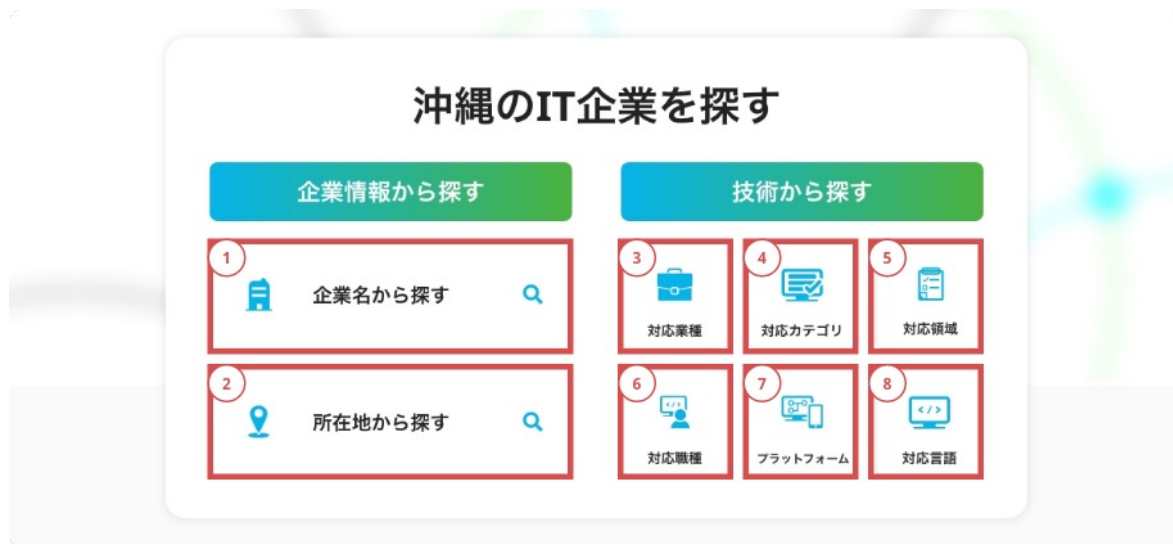 沖縄のIT企業を探す
企業情報から探す
技術から探す
1
企業名から探す
2
所在地から探す
3
対応業種
4
対応カテゴリ
5
対応領域
6
対応職種
7
プラットフォーム
8
対応言語